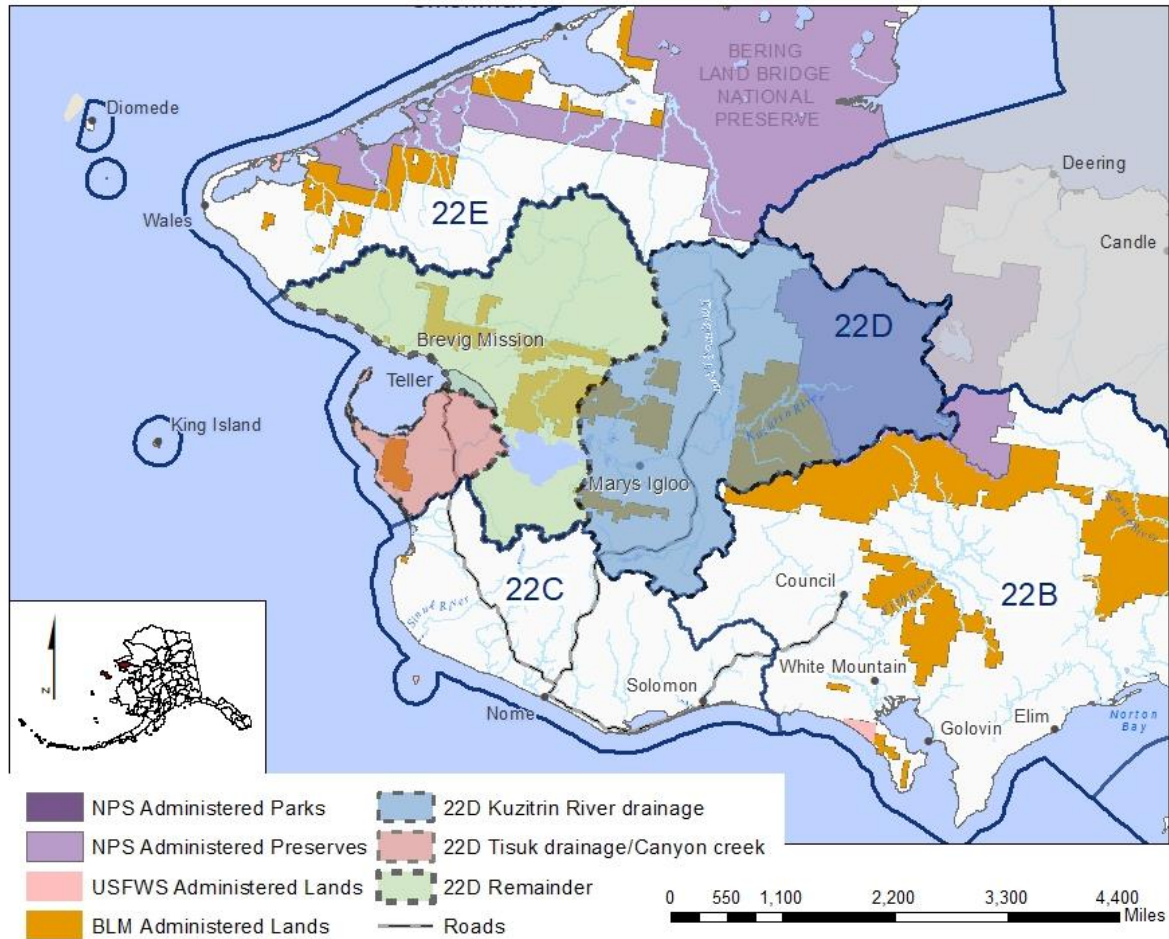 BERING
LAND BRIDGE
NATIONAL
PRESERVE
Diomede
Deering
Wales
22E
Candle
22D
Brevig Mission
Teller
King Island
Kuzitrin River
Marys Igloo
Council
22C
22B
Sinuk River
White Mountain
Solomon
Nome
Golovin
Elim
Norton
Bay
N
NPS Administered Parks
NPS Administered Preserves
USFWS Administered Lands
BLM Administered Lands
22D Kuzitrin River drainage
22D Tisuk drainage/Canyon creek
22D Remainder
Roads
0 550 1,100 2,200 3,300 4,400
Miles